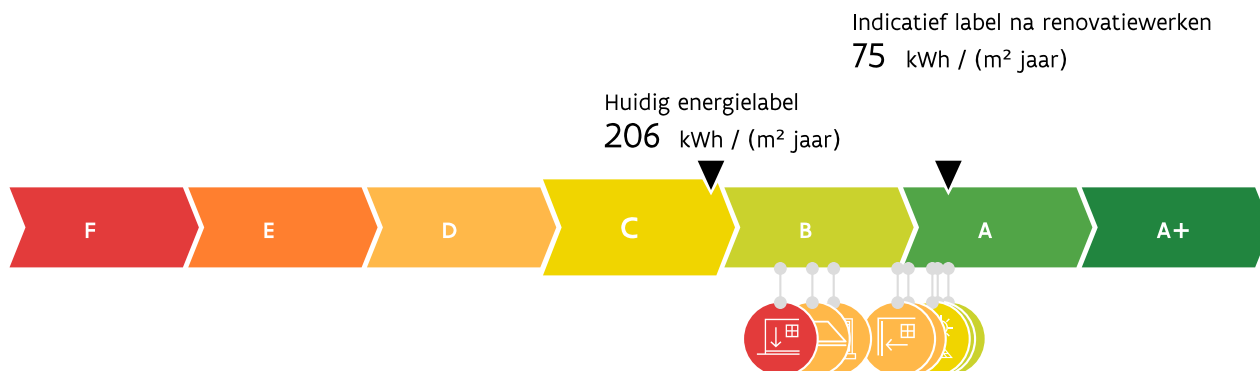 Indicatief label na renovatiewerken
75 kWh / (m² jaar)
Huidig energielabel
206 kWh / (m² jaar)
F E D C B A A+